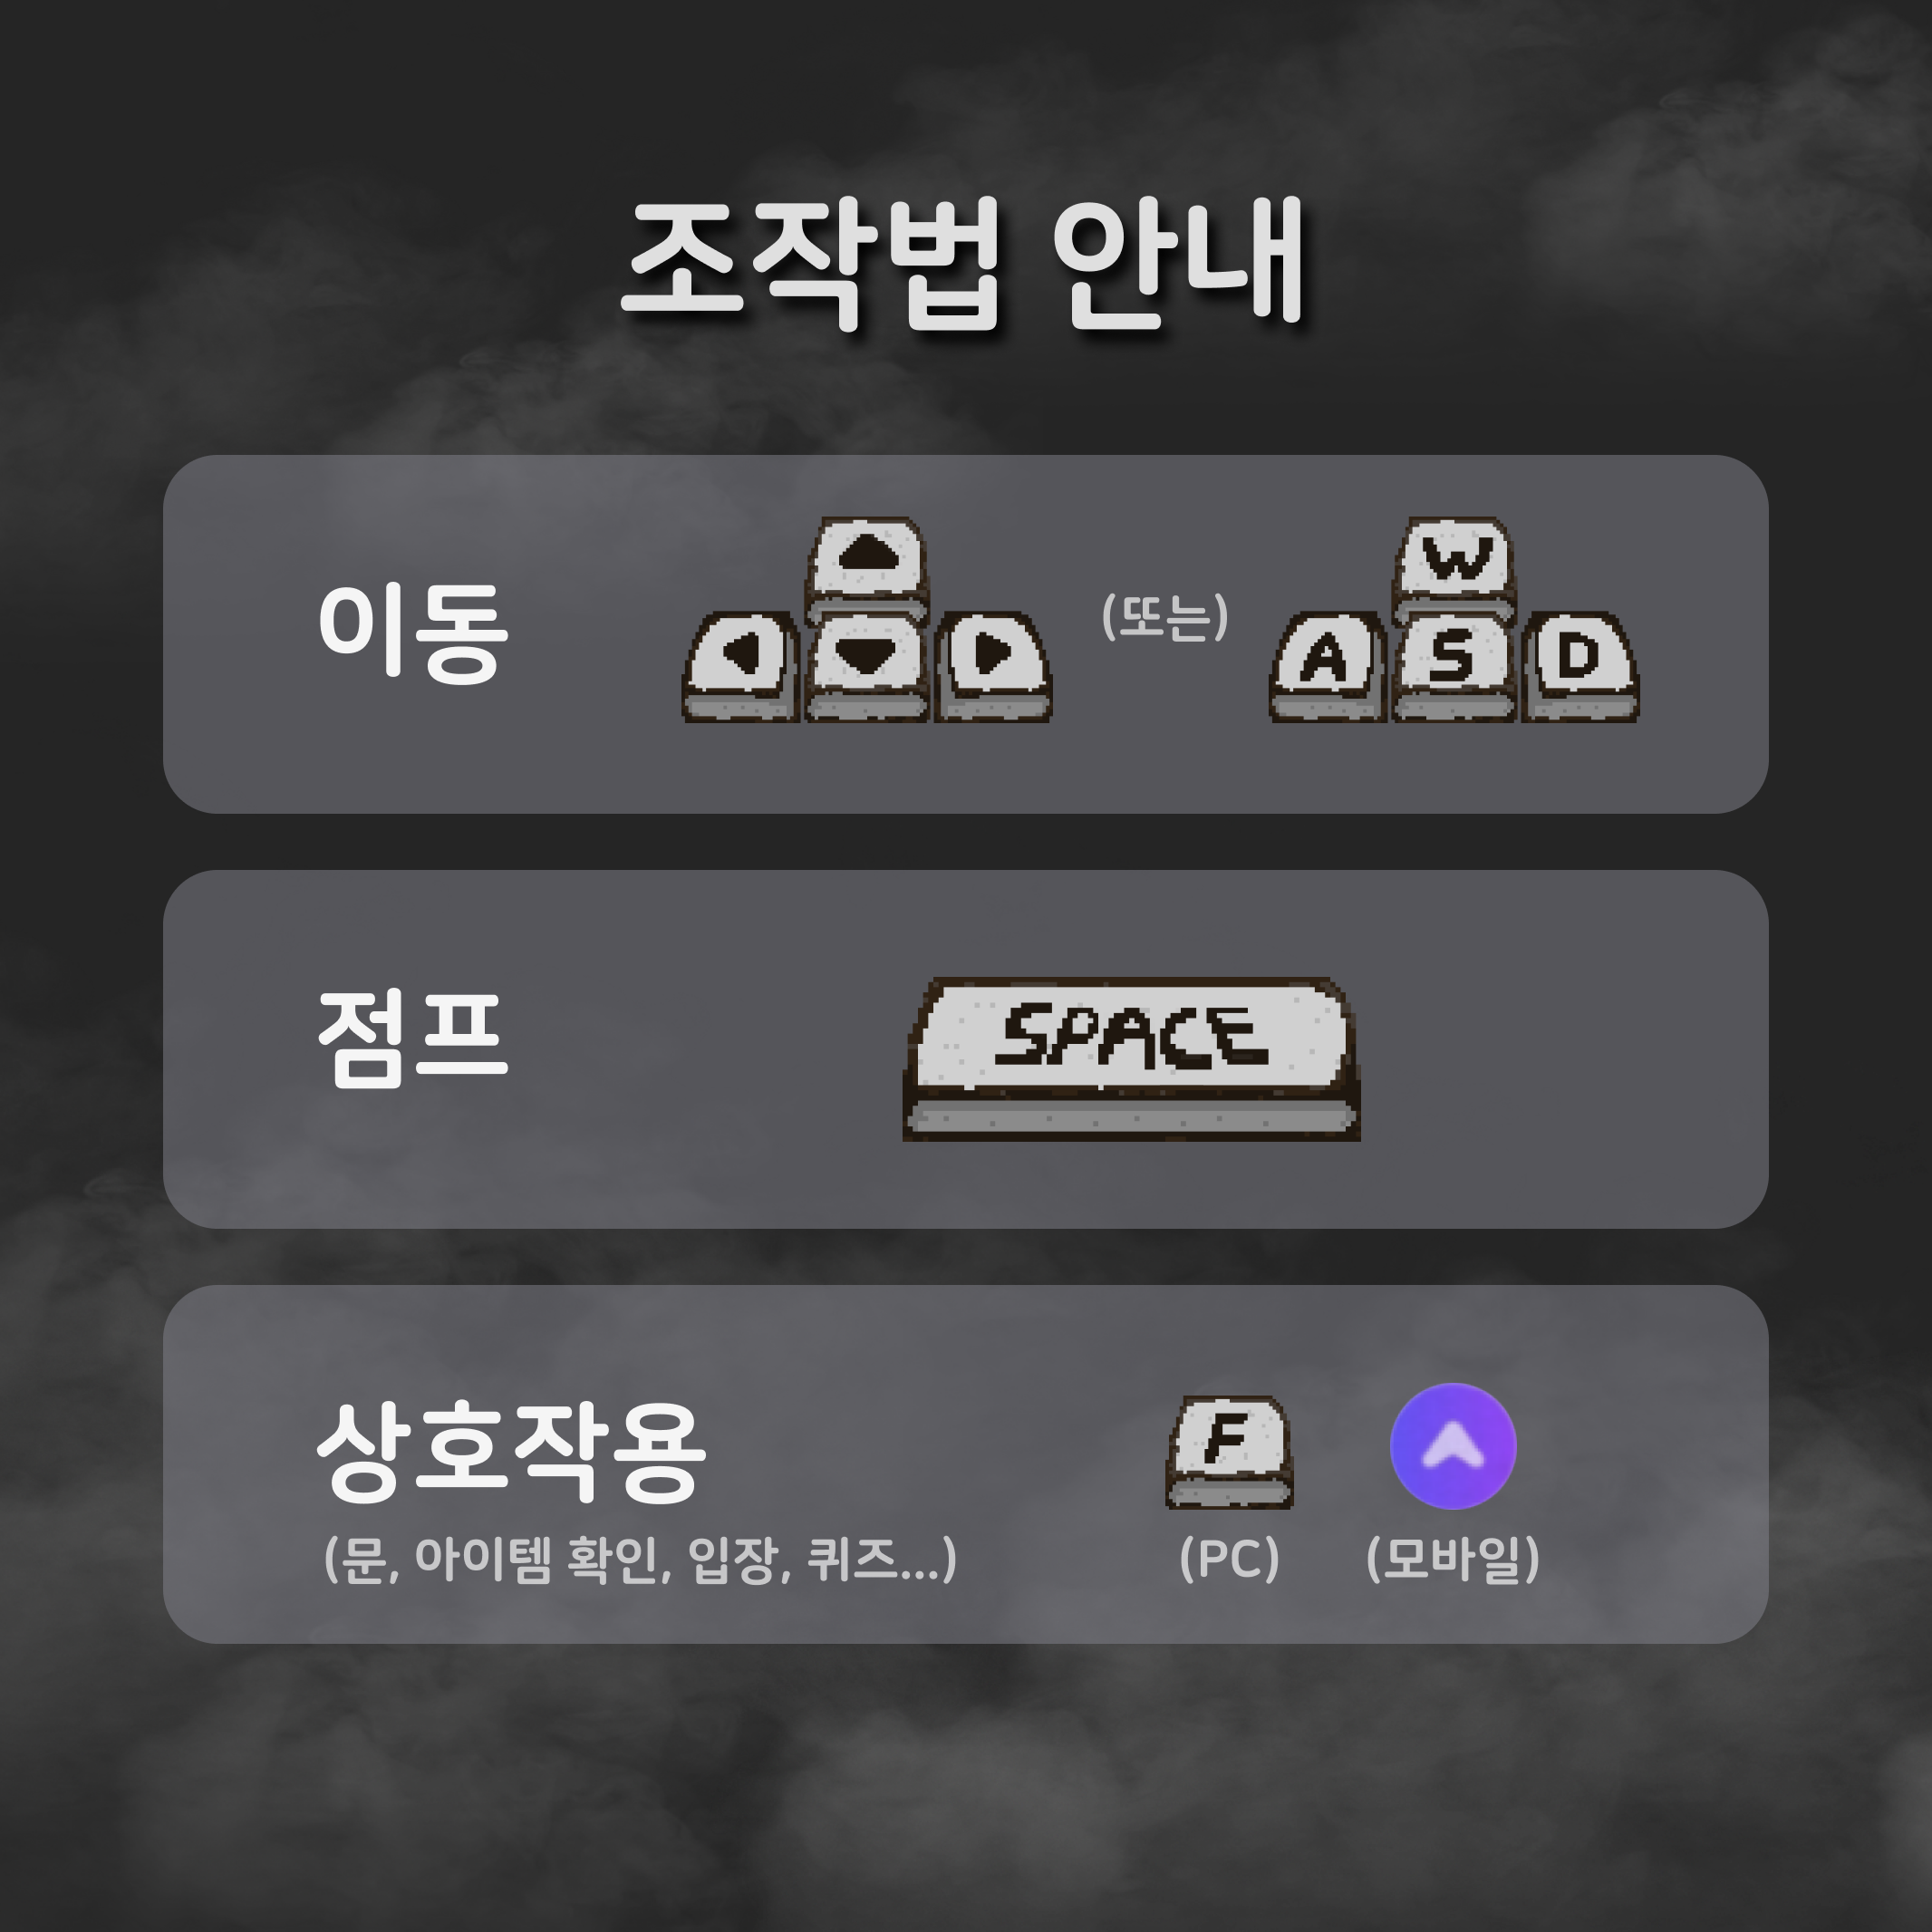 조작법 안내
이동
(또는)
W
A S D
점프
SPACE
상호작용
F
(문, 아이템 확인, 입장, 퀴즈...)
(PC)
(모바일)